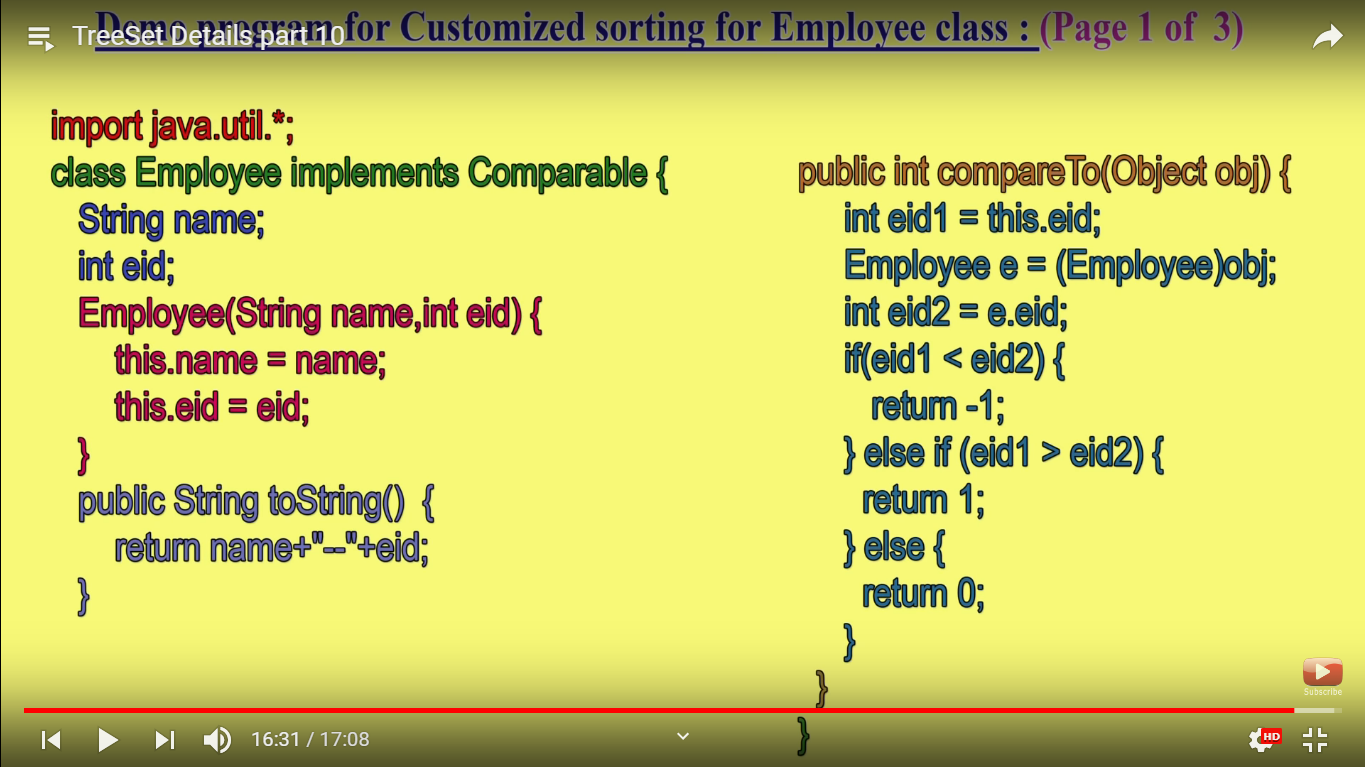 Demo program for Customized sorting for Employee class : (Page 1 of 3)
TreeSet Details part 10
import java.util.*;
class Employee implements Comparable {
String name;
int eid;
Employee(String name,int eid) {
this.name = name;
this.eid = eid;
}
public String toString() {
return name+"--"+eid;
}
public int compareTo(Object obj) {
int eid1 = this.eid;
Employee e = (Employee)obj;
int eid2 = e.eid;
if(eid1 < eid2) {
return -1;
} else if (eid1 > eid2) {
return 1;
} else {
return 0;
}
}
}
Subscribe
16:31 / 17:08
HD